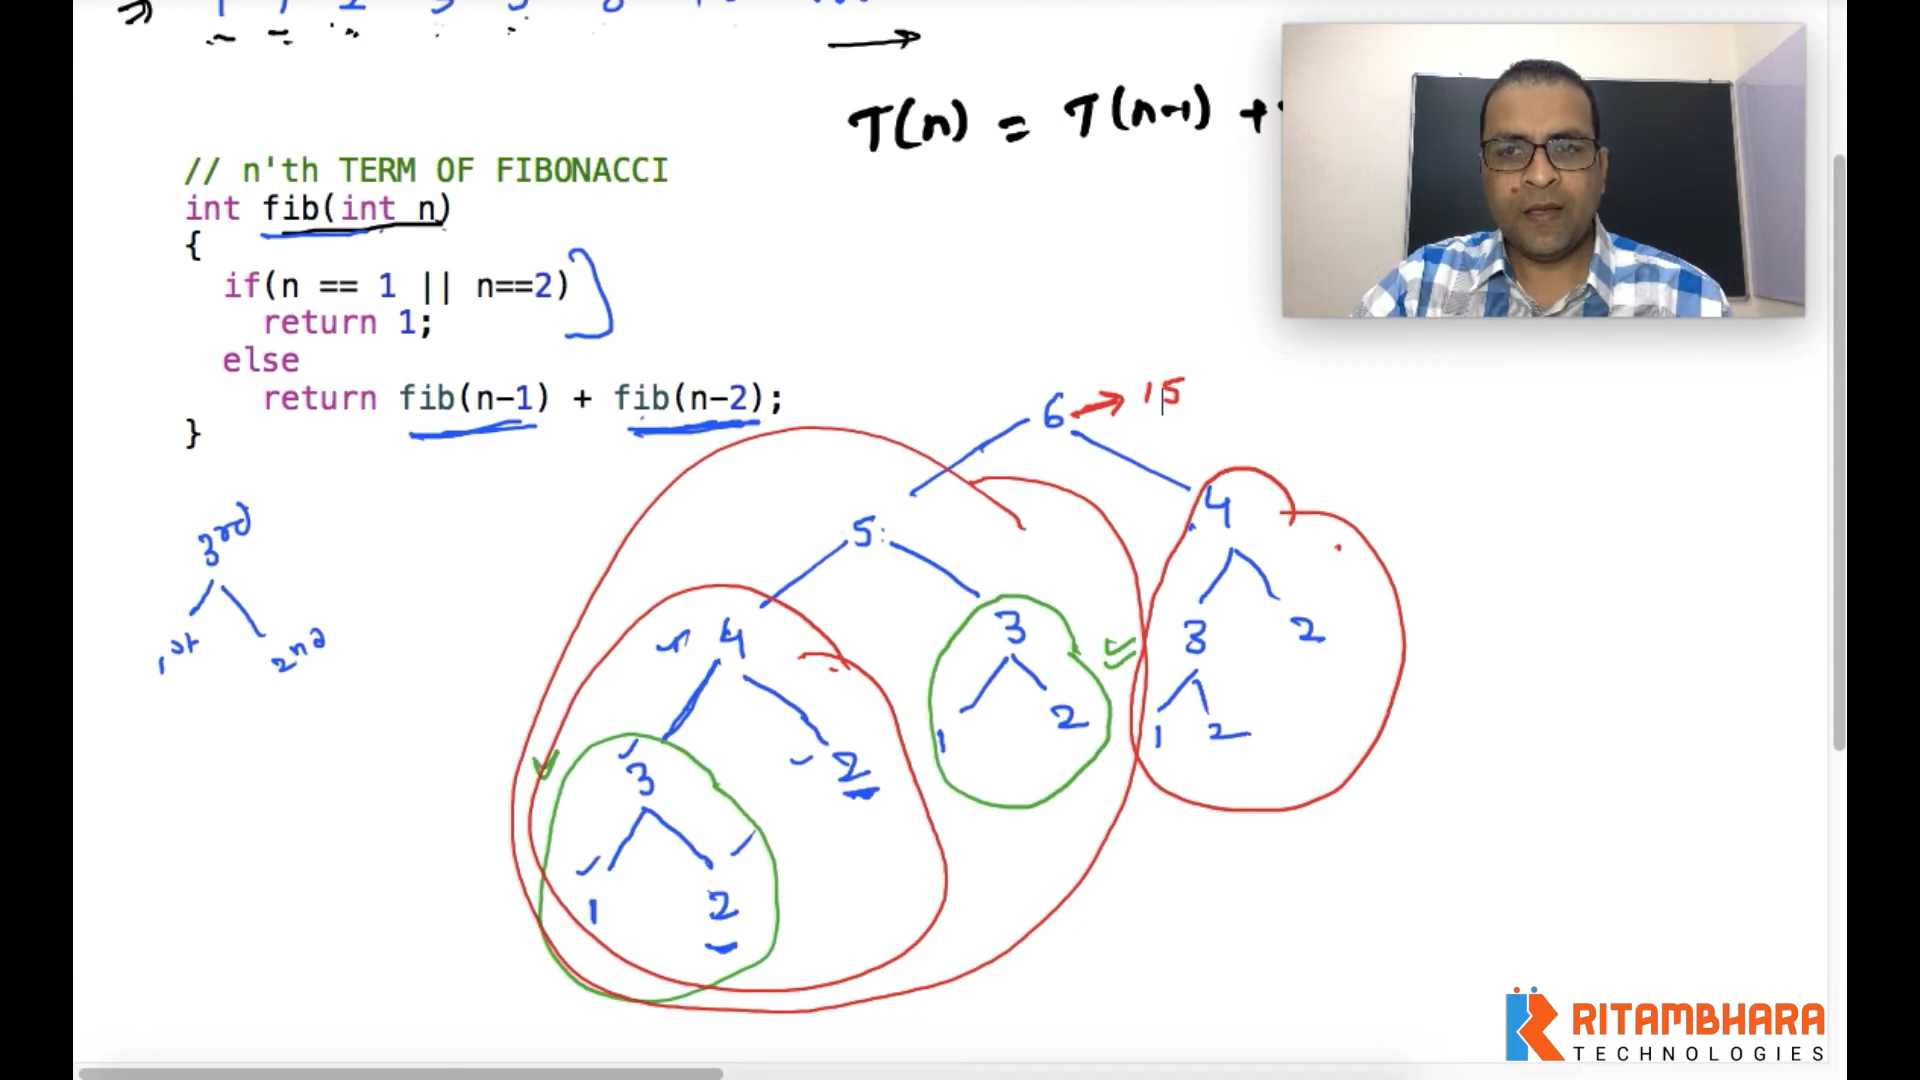 T(n) = T(n-1) +
// n'th TERM OF FIBONACCI
int fib(int n)
{
if(n == 1 || n==2)
return 1;
else
return fib(n-1) + fib(n-2);
}
6 → 15
4
5
3rd
4
3
3
2
1st
2nd
1
2
1
2
3
2
1
2
RITAMBHARA
TECHNOLOGIES